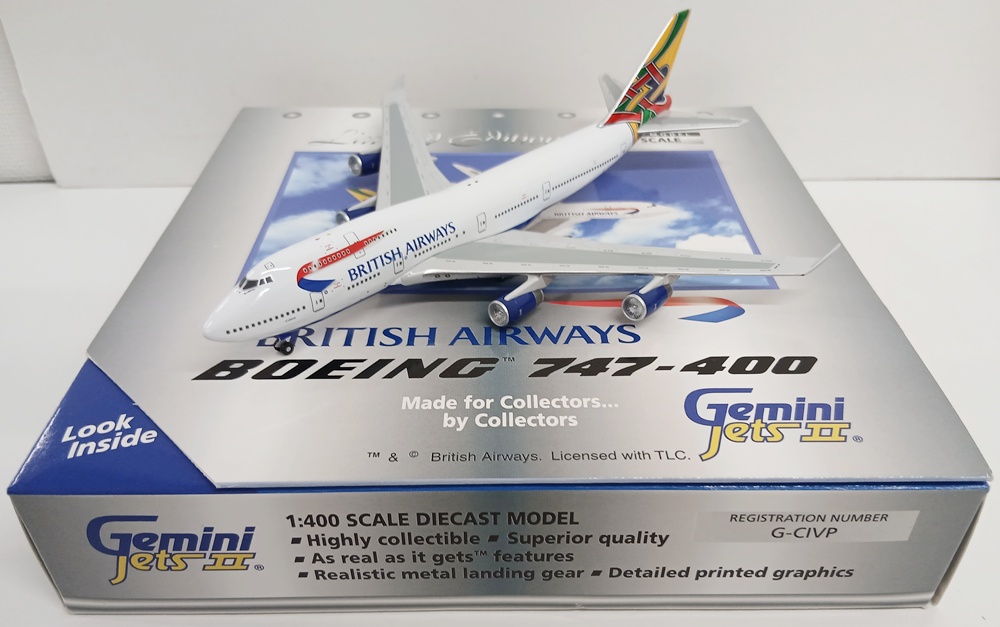 SCALE
BRITISH AIRWAYS
BRITISH AIRWAYS
BOEING™ 747-400
Made for Collectors...
by Collectors
Gemini
Jets II®
™ & © British Airways. Licensed with TLC.
Look
Inside
Gemini
Jets II®
1:400 SCALE DIECAST MODEL
▪ Highly collectible ▪ Superior quality
▪ As real as it gets™ features
▪ Realistic metal landing gear ▪ Detailed printed graphics
REGISTRATION NUMBER
G-CIVP